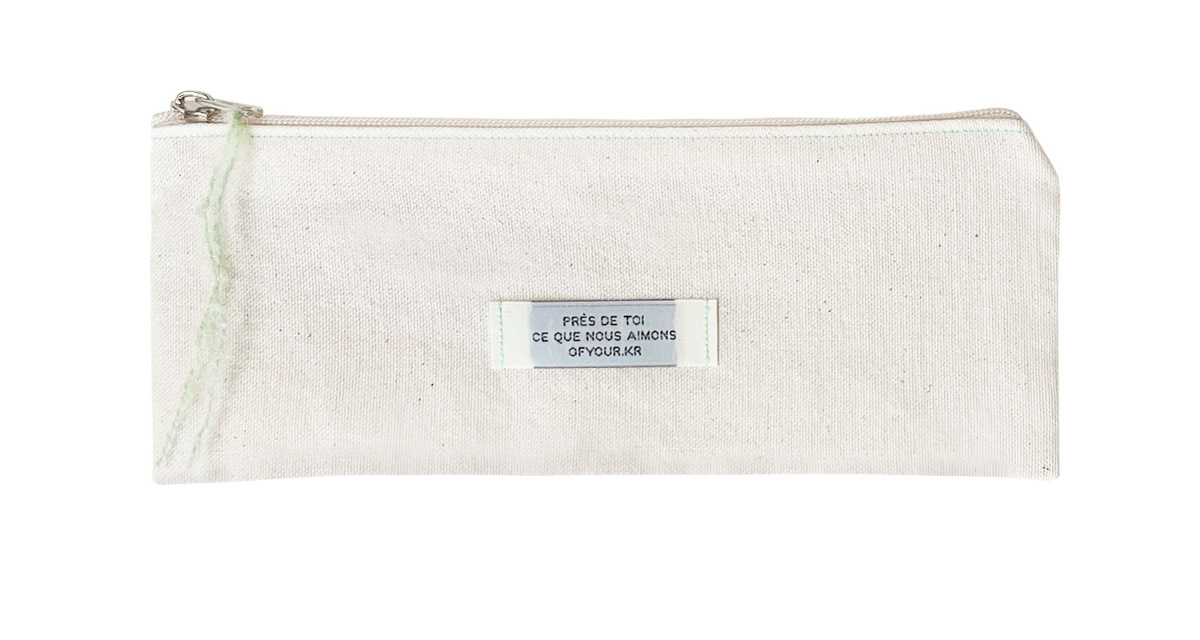 PRÈS DE TOI
CE QUE NOUS AIMONS
OFYOUR.KR